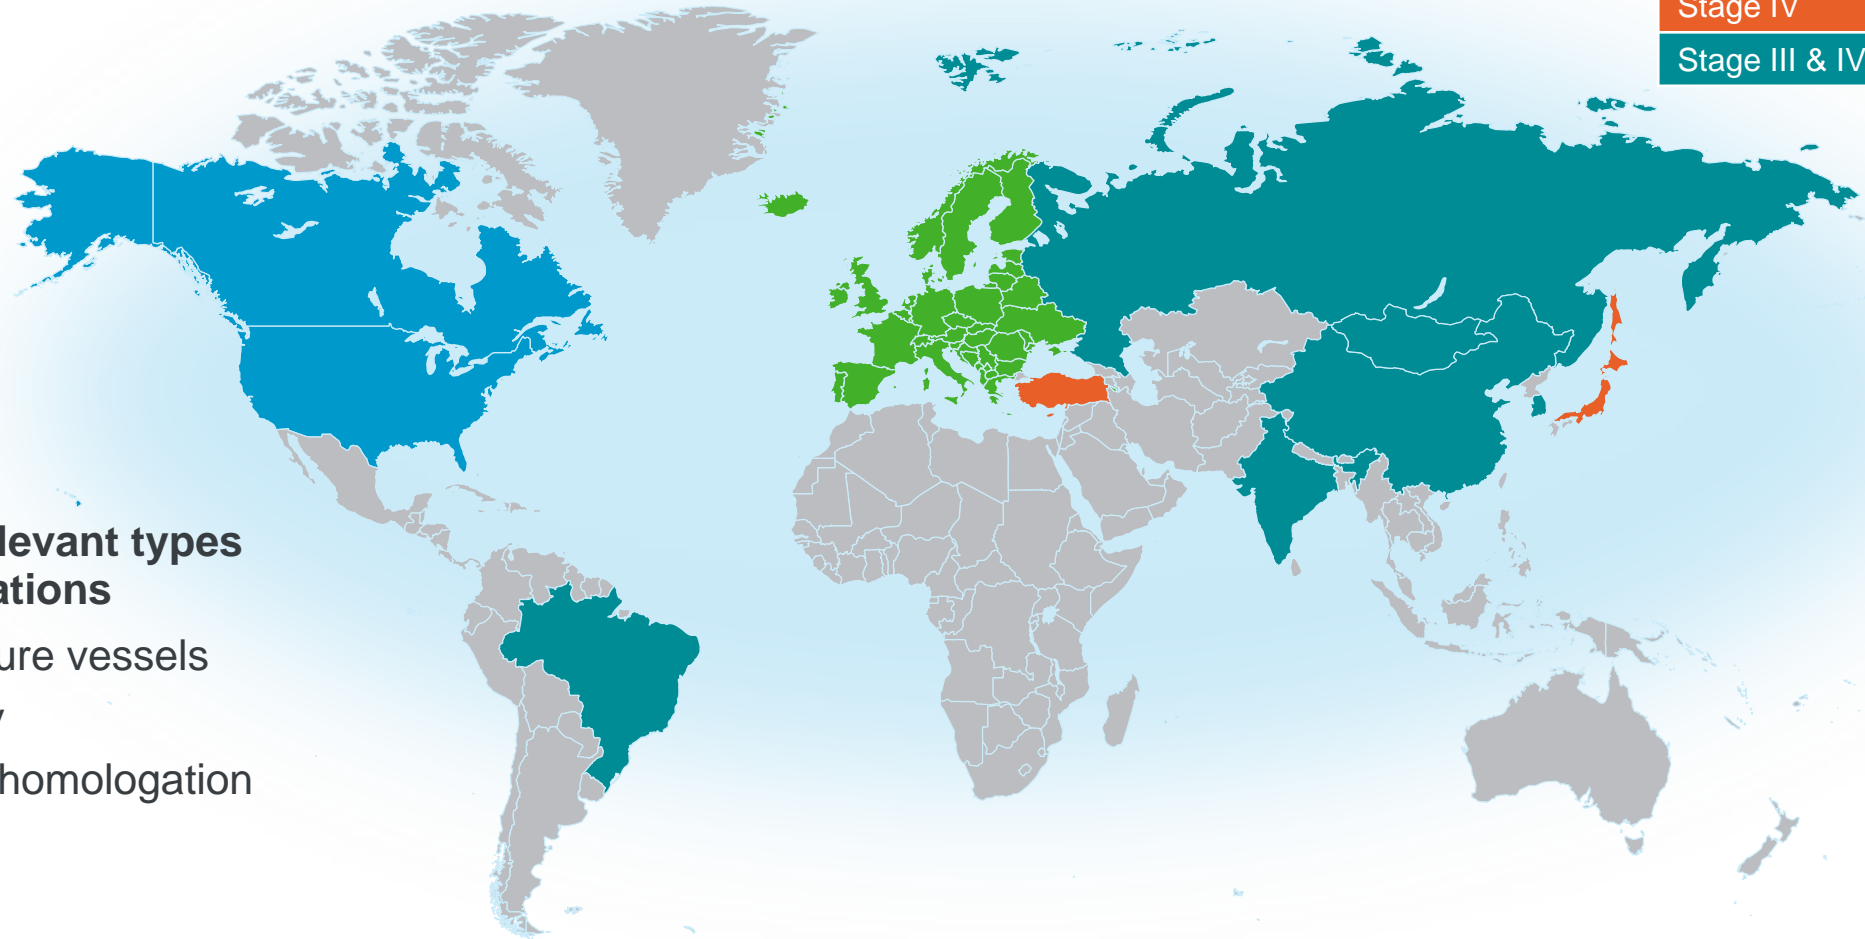 Stage IV
Stage III & IV
levant types
ations
ure vessels
y
homologation